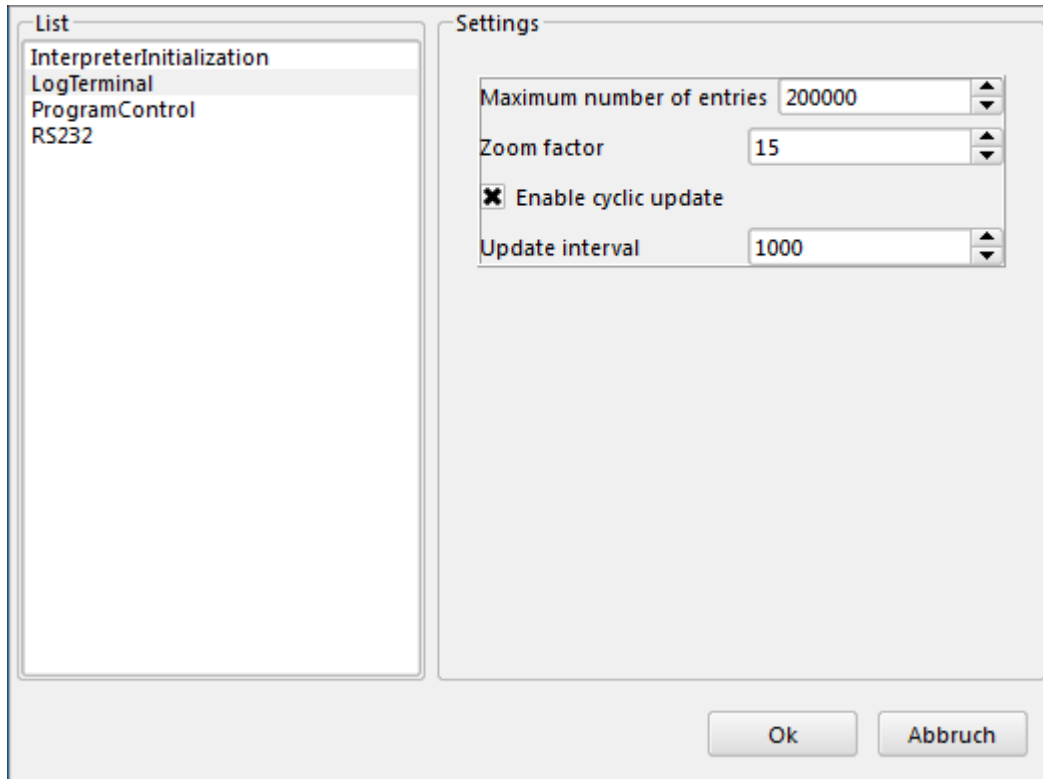 List
InterpreterInitialization
LogTerminal
ProgramControl
RS232
Settings
Maximum number of entries 200000
Zoom factor 15
Enable cyclic update
Update interval 1000
Ok Abbruch